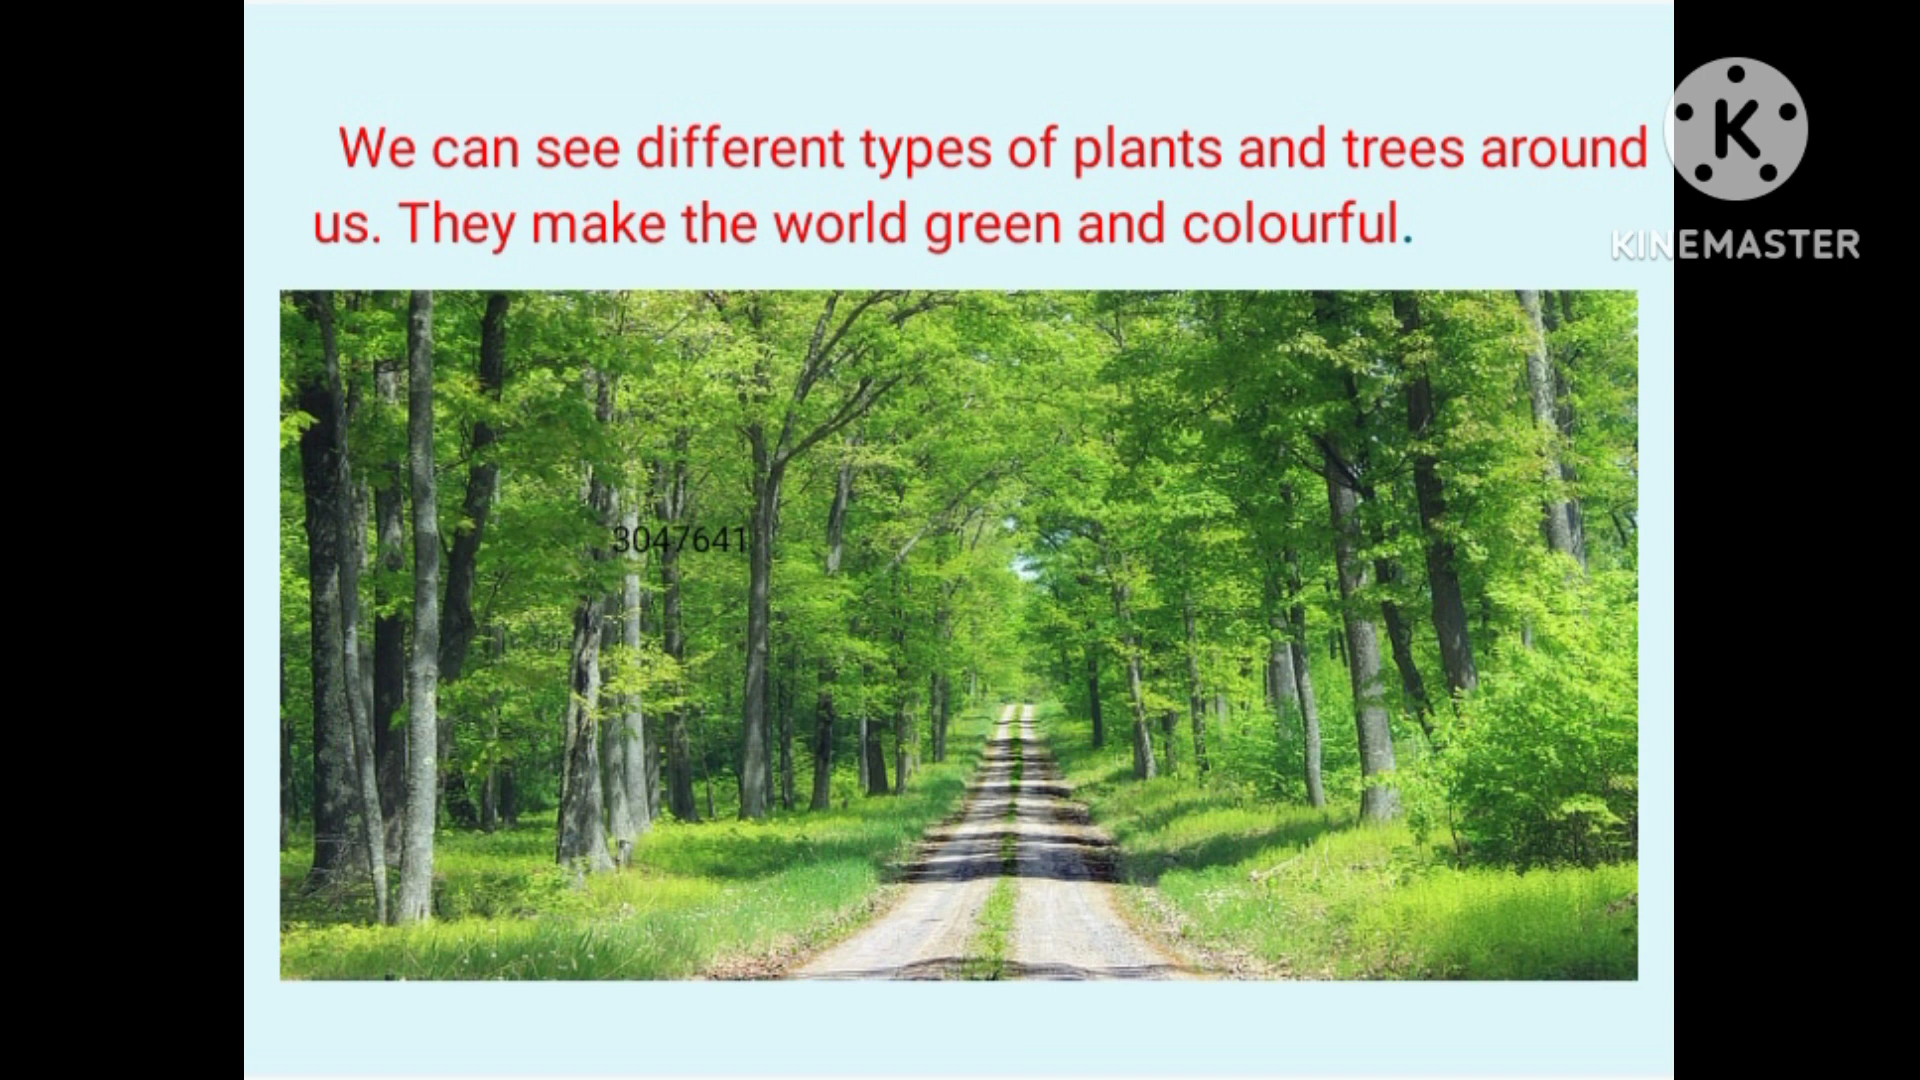 We can see different types of plants and trees around
us. They make the world green and colourful.
K
KINEMASTER
3047641